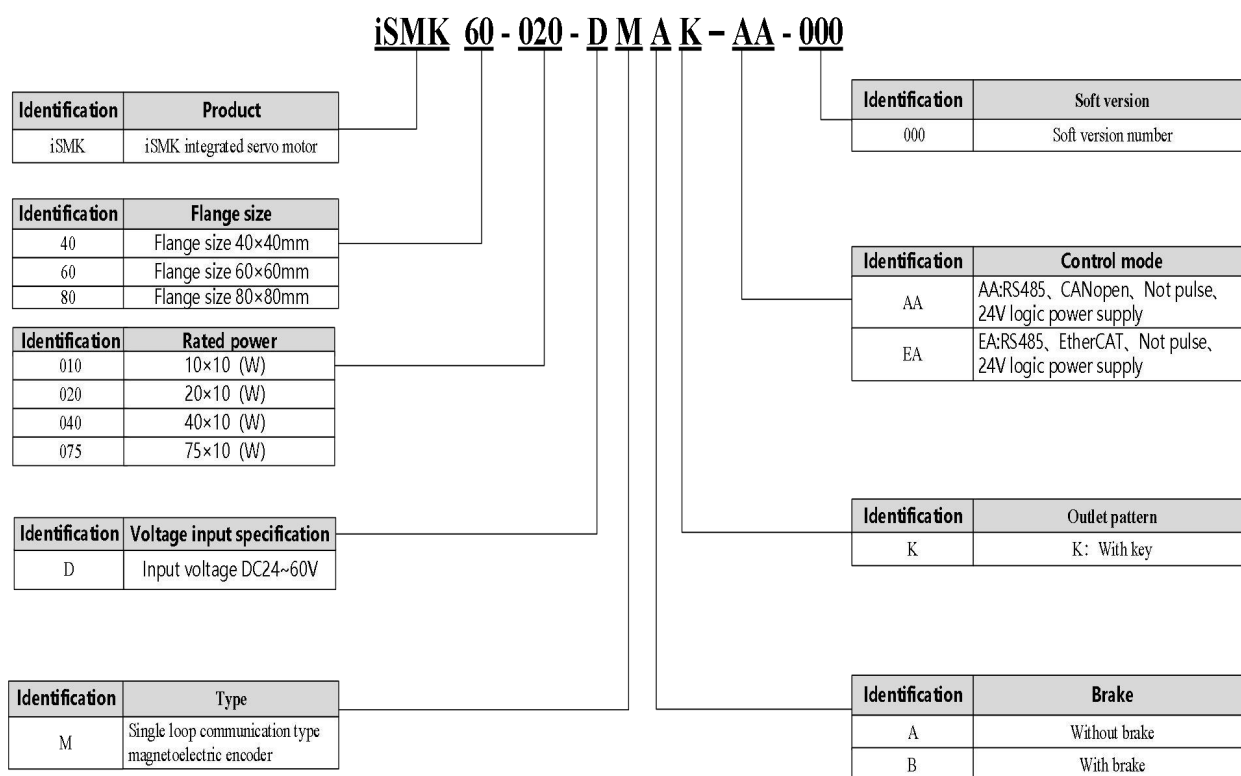 iSMK 60 - 020 - D M A K - AA - 000
Identification Product
iSMK iSMK integrated servo motor
Identification Flange size
40 Flange size 40×40mm
60 Flange size 60×60mm
80 Flange size 80×80mm
Identification Rated power
010 10×10 (W)
020 20×10 (W)
040 40×10 (W)
075 75×10 (W)
Identification Voltage input specification
D Input voltage DC24~60V
Identification Type
M Single loop communication type
magnetoelectric encoder
Identification Soft version
000 Soft version number
Identification Control mode
AA AA:RS485、CANopen、Not pulse、
24V logic power supply
EA EA:RS485、EtherCAT、Not pulse、
24V logic power supply
Identification Outlet pattern
K K: With key
Identification Brake
A Without brake
B With brake